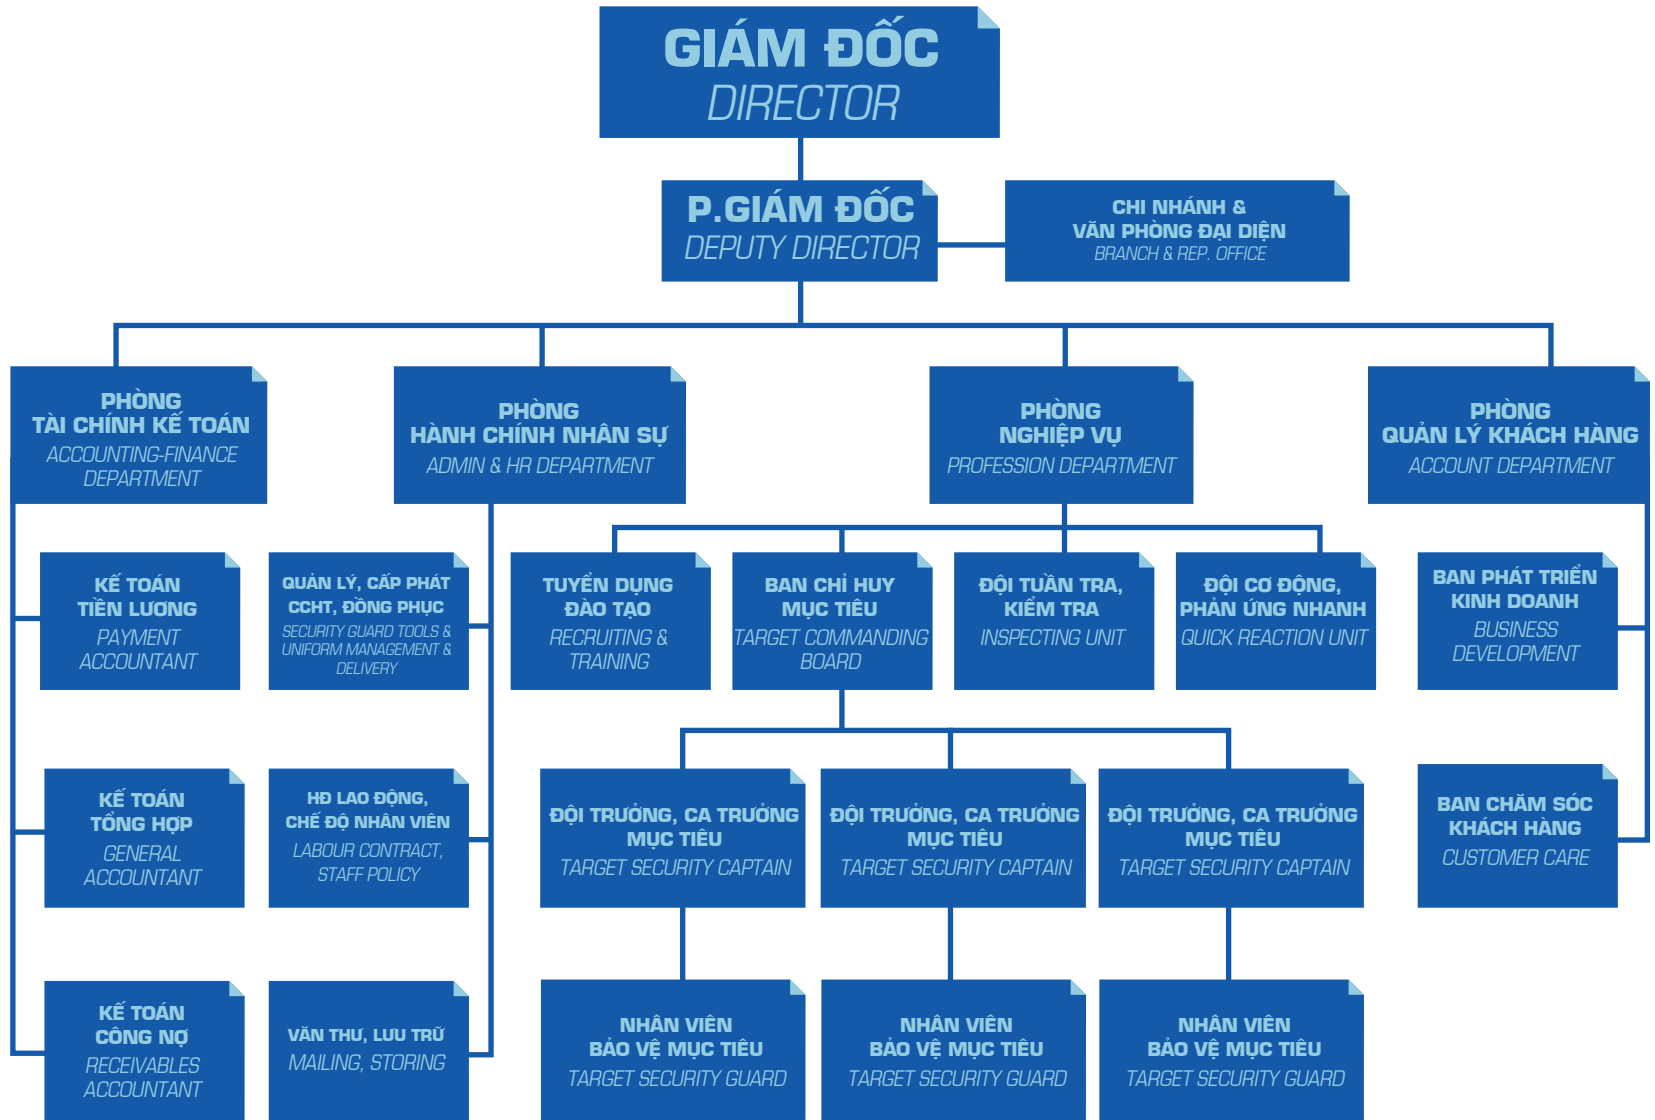 GIÁM ĐỐC
DIRECTOR
P.GIÁM ĐỐC
DEPUTY DIRECTOR
CHI NHÁNH &
VĂN PHÒNG ĐẠI DIỆN
BRANCH & REP. OFFICE
PHÒNG
TÀI CHÍNH KẾ TOÁN
ACCOUNTING-FINANCE
DEPARTMENT
PHÒNG
HÀNH CHÍNH NHÂN SỰ
ADMIN & HR DEPARTMENT
PHÒNG
NGHIỆP VỤ
PROFESSION DEPARTMENT
PHÒNG
QUẢN LÝ KHÁCH HÀNG
ACCOUNT DEPARTMENT
KẾ TOÁN
TIỀN LƯƠNG
PAYMENT
ACCOUNTANT
QUẢN LÝ, CẤP PHÁT
CCHT, ĐỒNG PHỤC
SECURITY GUARD TOOLS &
UNIFORM MANAGEMENT &
DELIVERY
TUYỂN DỤNG
ĐÀO TẠO
RECRUITING &
TRAINING
BAN CHỈ HUY
MỤC TIÊU
TARGET COMMANDING
BOARD
ĐỘI TUẦN TRA,
KIỂM TRA
INSPECTING UNIT
ĐỘI CƠ ĐỘNG,
PHẢN ỨNG NHANH
QUICK REACTION UNIT
BAN PHÁT TRIỂN
KINH DOANH
BUSINESS
DEVELOPMENT
KẾ TOÁN
TỔNG HỢP
GENERAL
ACCOUNTANT
HĐ LAO ĐỘNG,
CHẾ ĐỘ NHÂN VIÊN
LABOUR CONTRACT,
STAFF POLICY
ĐỘI TRƯỞNG, CA TRƯỞNG
MỤC TIÊU
TARGET SECURITY CAPTAIN
ĐỘI TRƯỞNG, CA TRƯỞNG
MỤC TIÊU
TARGET SECURITY CAPTAIN
ĐỘI TRƯỞNG, CA TRƯỞNG
MỤC TIÊU
TARGET SECURITY CAPTAIN
BAN CHĂM SÓC
KHÁCH HÀNG
CUSTOMER CARE
KẾ TOÁN
CÔNG NỢ
RECEIVABLES
ACCOUNTANT
VĂN THƯ, LƯU TRỮ
MAILING, STORING
NHÂN VIÊN
BẢO VỆ MỤC TIÊU
TARGET SECURITY GUARD
NHÂN VIÊN
BẢO VỆ MỤC TIÊU
TARGET SECURITY GUARD
NHÂN VIÊN
BẢO VỆ MỤC TIÊU
TARGET SECURITY GUARD